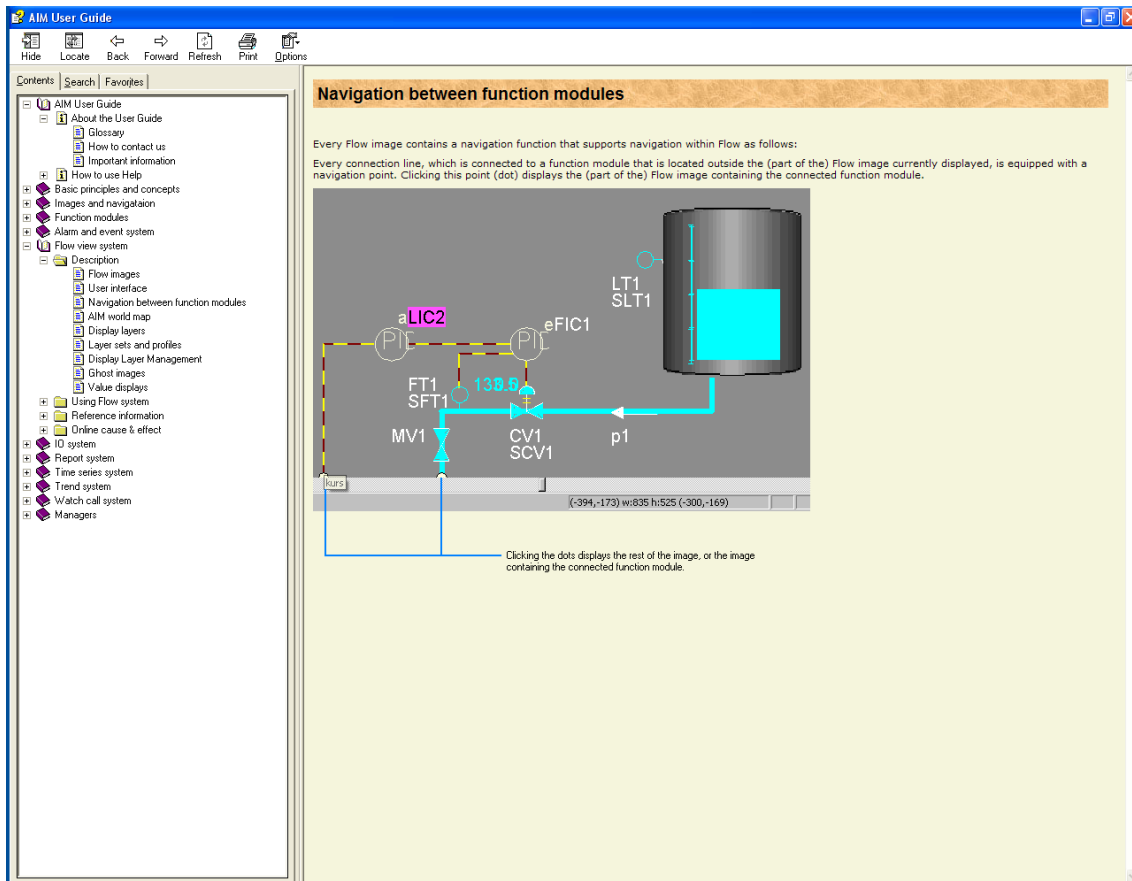 AIM User Guide
Hide Locate Back Forward Refresh Print Options
Contents Search Favorites
AIM User Guide
About the User Guide
Glossary
How to contact us
Important information
How to use Help
Basic principles and concepts
Images and navigataion
Function modules
Alarm and event system
Flow view system
Description
Flow images
User interface
Navigation between function modules
AIM world map
Display layers
Layer sets and profiles
Display Layer Management
Ghost images
Value displays
Using Flow system
Reference information
Online cause & effect
IO system
Report system
Time series system
Trend system
Watch call system
Managers
Navigation between function modules
Every Flow image contains a navigation function that supports navigation within Flow as follows:
Every connection line, which is connected to a function module that is located outside the (part of the) Flow image currently displayed, is equipped with a
navigation point. Clicking this point (dot) displays the (part of the) Flow image containing the connected function module.
LT1
SLT1
aLIC2
eFIC1
FT1
SFT1
MV1
CV1
SCV1
p1
kurs
(-394,-173) w:835 h:525 (-300,-169)
Clicking the dots displays the rest of the image, or the image
containing the connected function module.